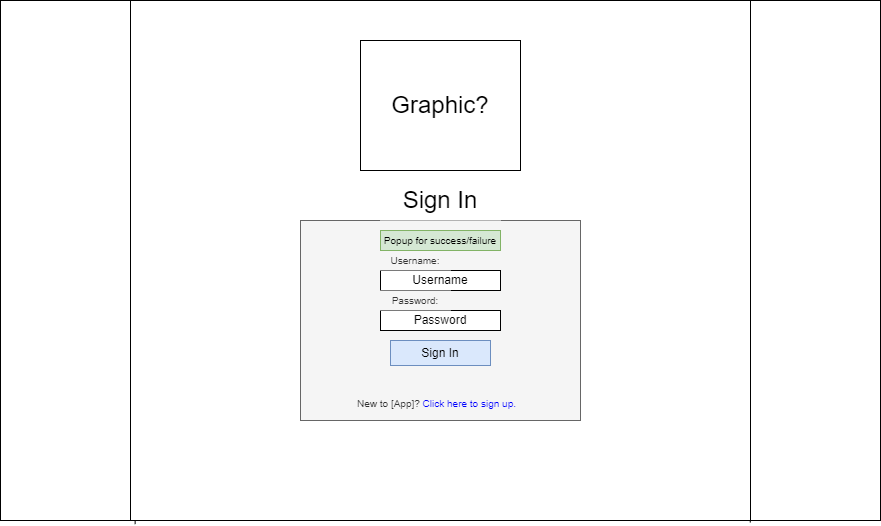 Graphic?
Sign In
Popup for success/failure
Username:
Username
Password:
Password
Sign In
New to [App]? Click here to sign up.